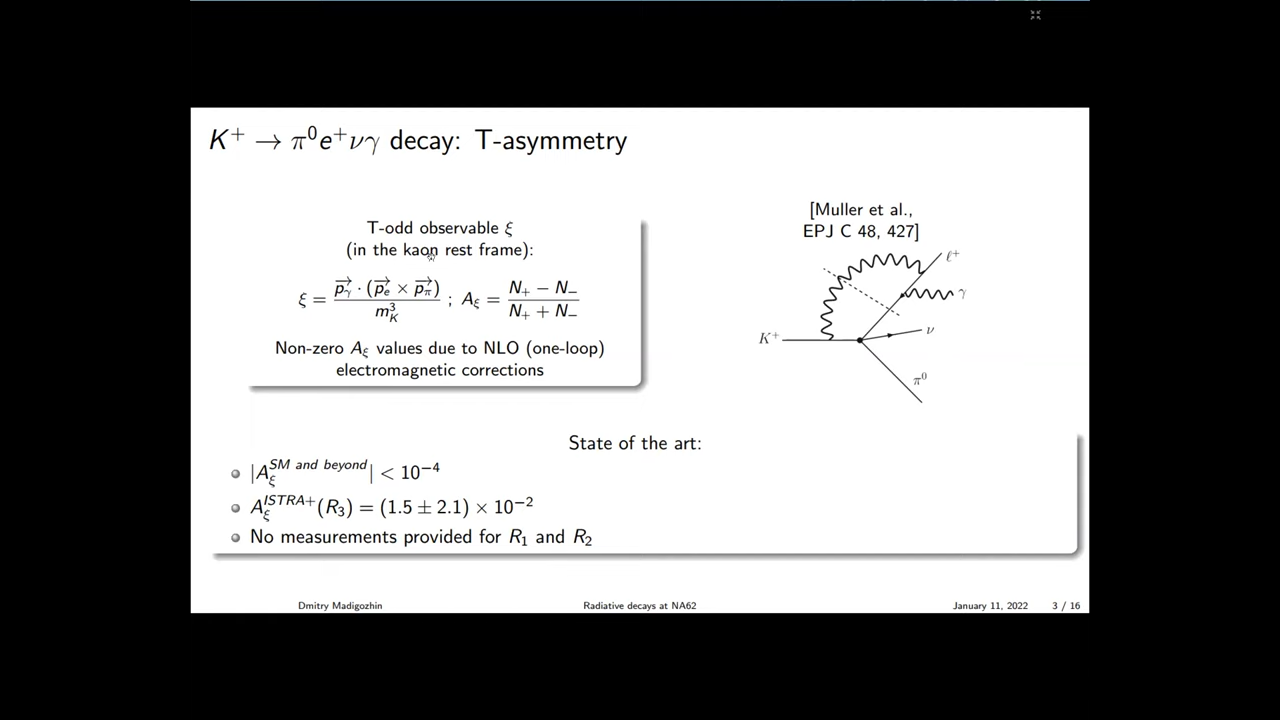 K⁺ → π⁰e⁺νγ decay: T-asymmetry
T-odd observable ξ
(in the kaon rest frame):
ξ = p⃗_γ · (p⃗_e × p⃗_π) / m_K³ ; A_ξ = (N₊ − N₋) / (N₊ + N₋)
Non-zero A_ξ values due to NLO (one-loop)
electromagnetic corrections
[Muller et al.,
EPJ C 48, 427]
ℓ⁺
γ
K⁺
ν
π⁰
State of the art:
|A_ξ^{SM and beyond}| < 10⁻⁴
A_ξ^{ISTRA+}(R₃) = (1.5 ± 2.1) × 10⁻²
No measurements provided for R₁ and R₂
Dmitry Madigozhin Radiative decays at NA62 January 11, 2022 3 / 16